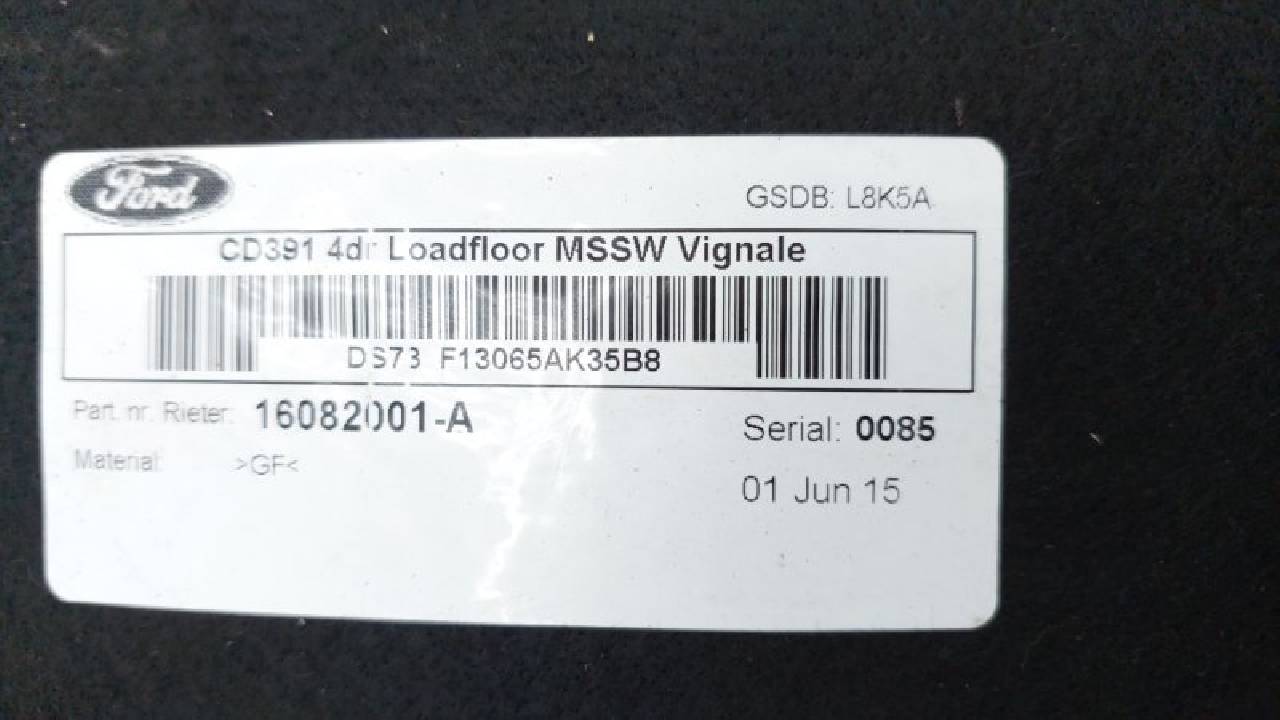 Ford
GSDB: L8K5A
CD391 4dr Loadfloor MSSW Vignale
DS73 F13065AK35B8
Part. nr. Rieter: 16082001-A
Serial: 0085
Material: >GF<
01 Jun 15